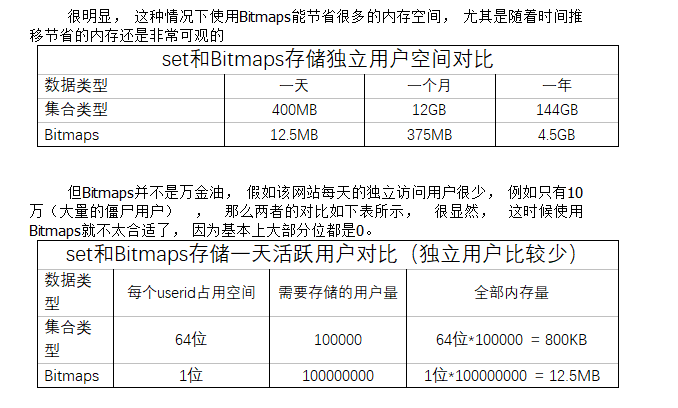 很明显， 这种情况下使用Bitmaps能节省很多的内存空间， 尤其是随着时间推
移节省的内存还是非常可观的
set和Bitmaps存储独立用户空间对比
数据类型 一天 一个月 一年
集合类型 400MB 12GB 144GB
Bitmaps 12.5MB 375MB 4.5GB
但Bitmaps并不是万金油， 假如该网站每天的独立访问用户很少， 例如只有10
万（大量的僵尸用户） ， 那么两者的对比如下表所示， 很显然， 这时候使用
Bitmaps就不太合适了， 因为基本上大部分位都是0。
set和Bitmaps存储一天活跃用户对比（独立用户比较少）
数据类
型 每个userid占用空间 需要存储的用户量 全部内存量
集合类
型 64位 100000 64位*100000 = 800KB
Bitmaps 1位 100000000 1位*100000000 = 12.5MB